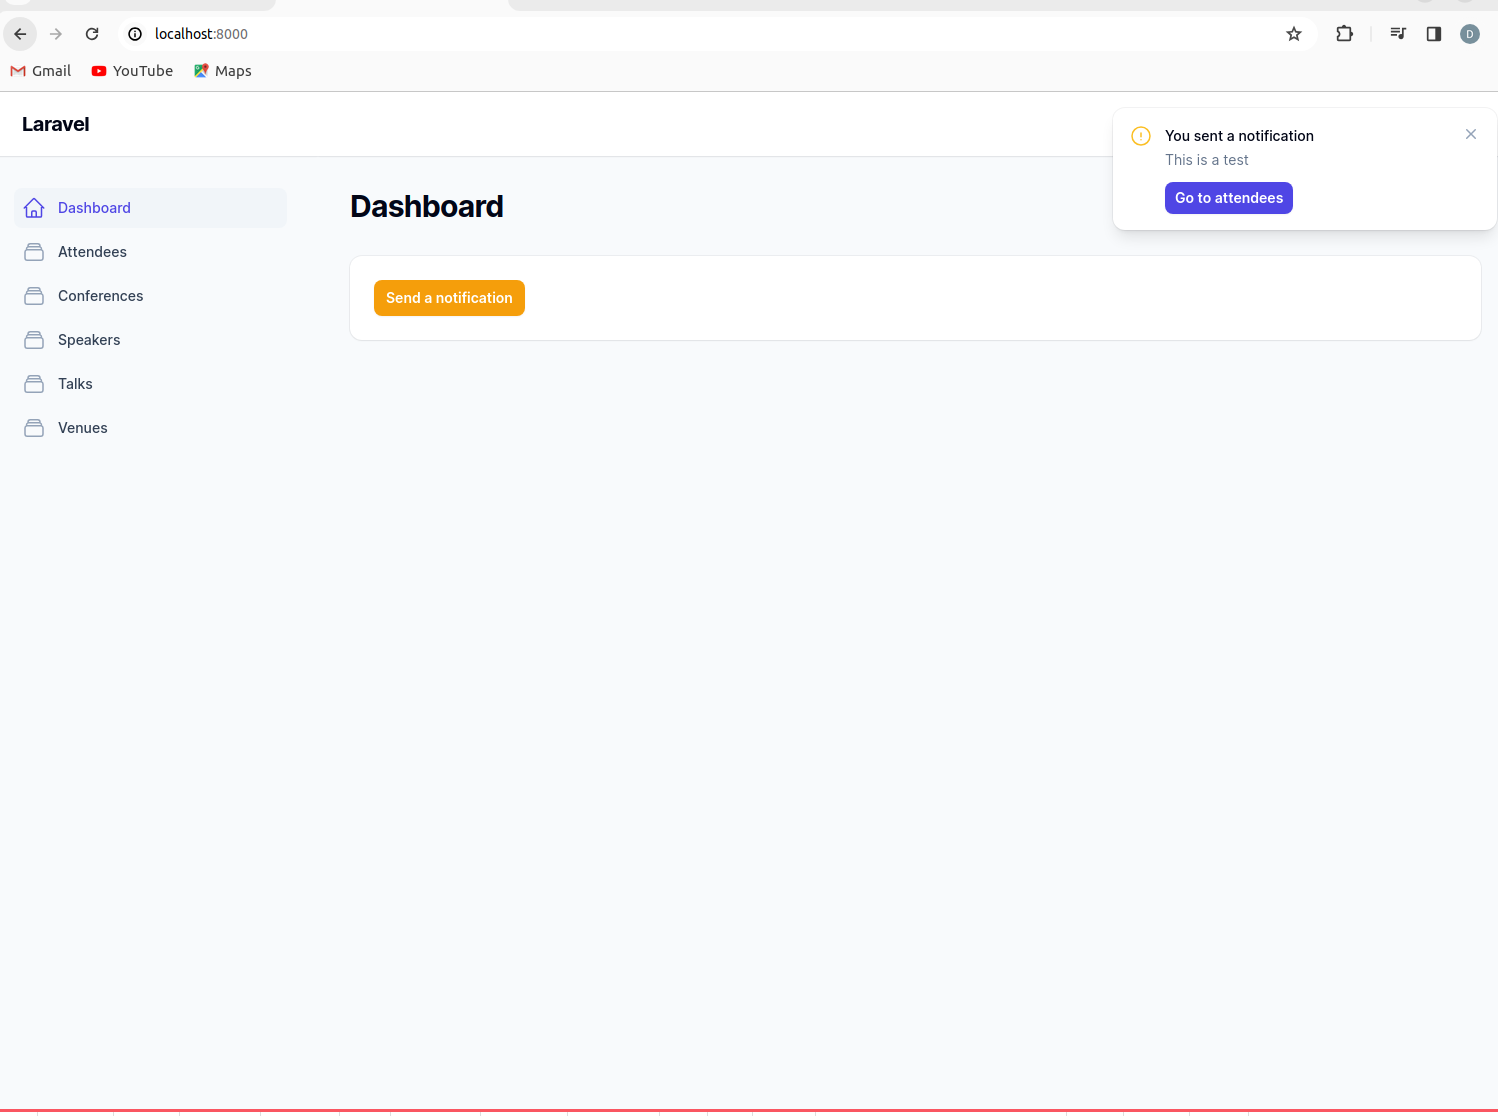 localhost:8000
D
Gmail
YouTube
Maps
Laravel
You sent a notification
This is a test
Go to attendees
Dashboard
Attendees
Conferences
Speakers
Talks
Venues
Dashboard
Send a notification